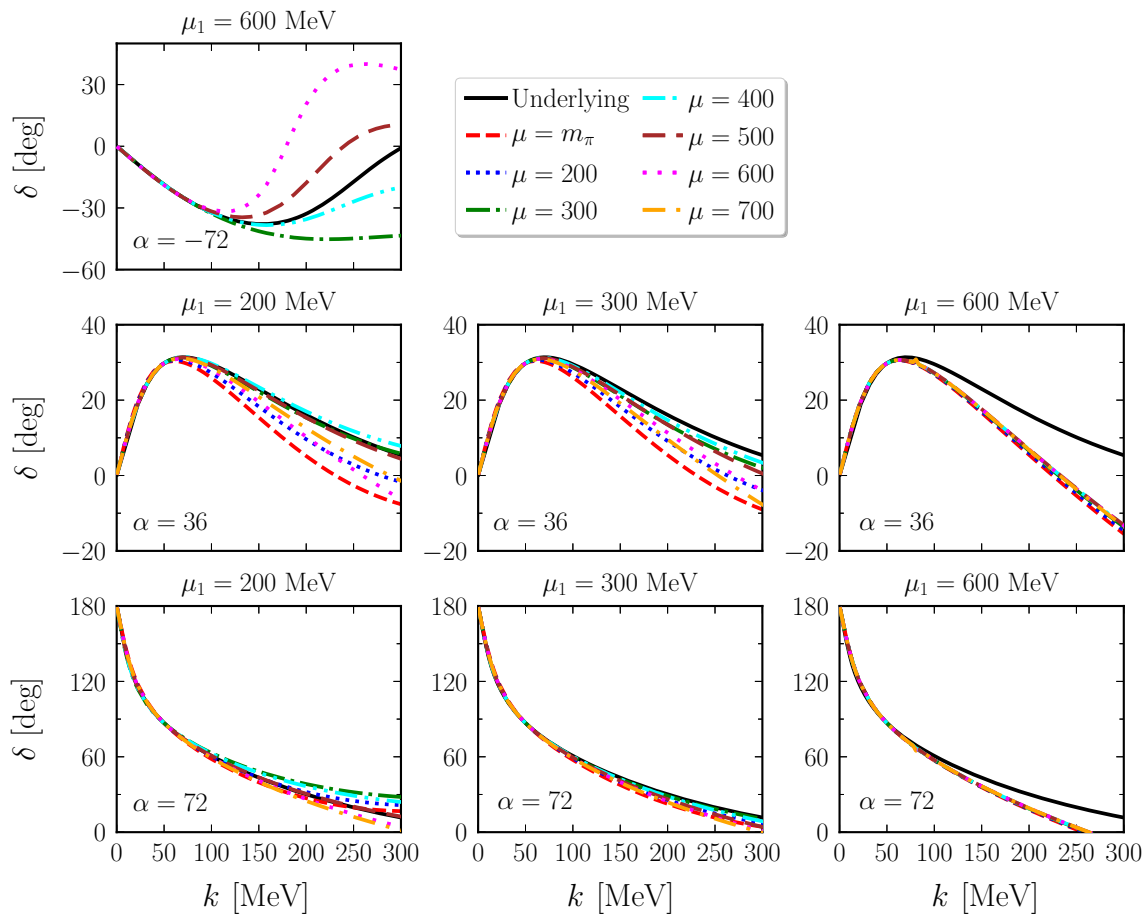 μ₁ = 600 MeV
δ [deg]
30
0
−30
−60
α = −72
Underlying
μ = m_π
μ = 200
μ = 300
μ = 400
μ = 500
μ = 600
μ = 700
μ₁ = 200 MeV μ₁ = 300 MeV μ₁ = 600 MeV
δ [deg]
40 40 40
20 20 20
0 0 0
−20 −20 −20
α = 36 α = 36 α = 36
μ₁ = 200 MeV μ₁ = 300 MeV μ₁ = 600 MeV
δ [deg]
180 180 180
120 120 120
60 60 60
0 0 0
α = 72 α = 72 α = 72
0 50 100 150 200 250 300 0 50 100 150 200 250 300 0 50 100 150 200 250 300
k [MeV] k [MeV] k [MeV]